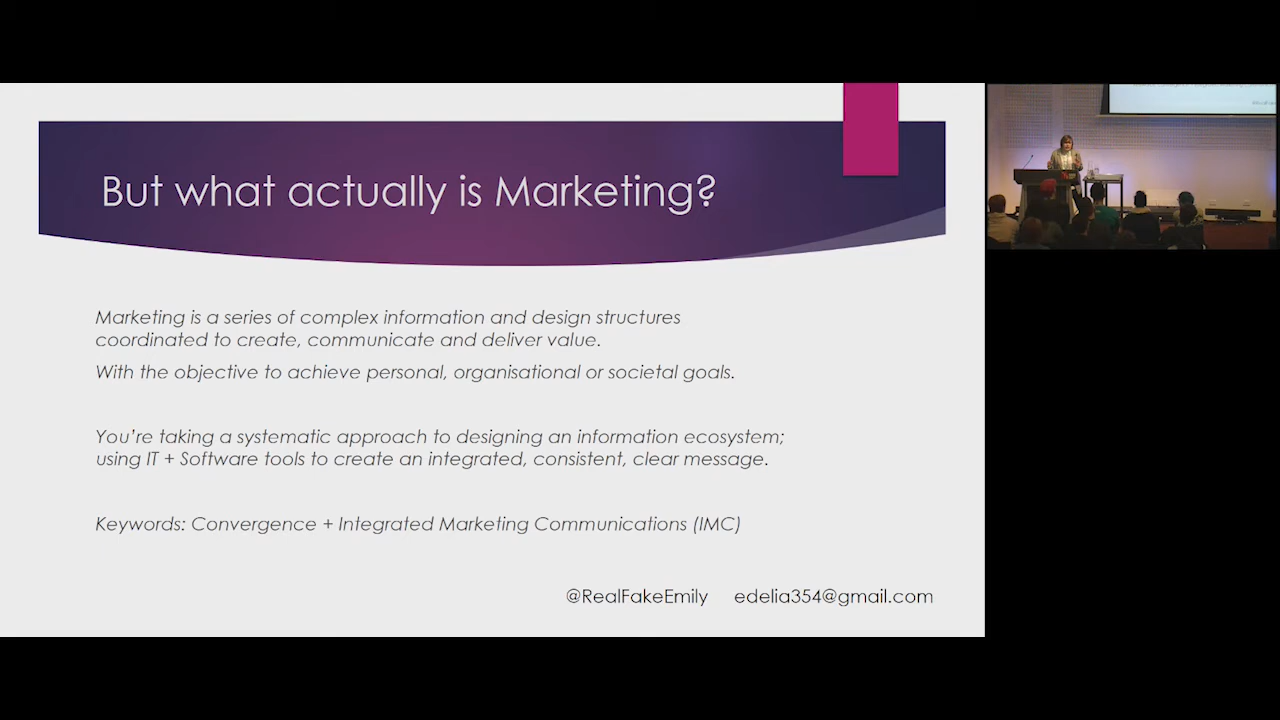 But what actually is Marketing?
Marketing is a series of complex information and design structures
coordinated to create, communicate and deliver value.
With the objective to achieve personal, organisational or societal goals.
You're taking a systematic approach to designing an information ecosystem;
using IT + Software tools to create an integrated, consistent, clear message.
Keywords: Convergence + Integrated Marketing Communications (IMC)
@RealFakeEmily edelia354@gmail.com